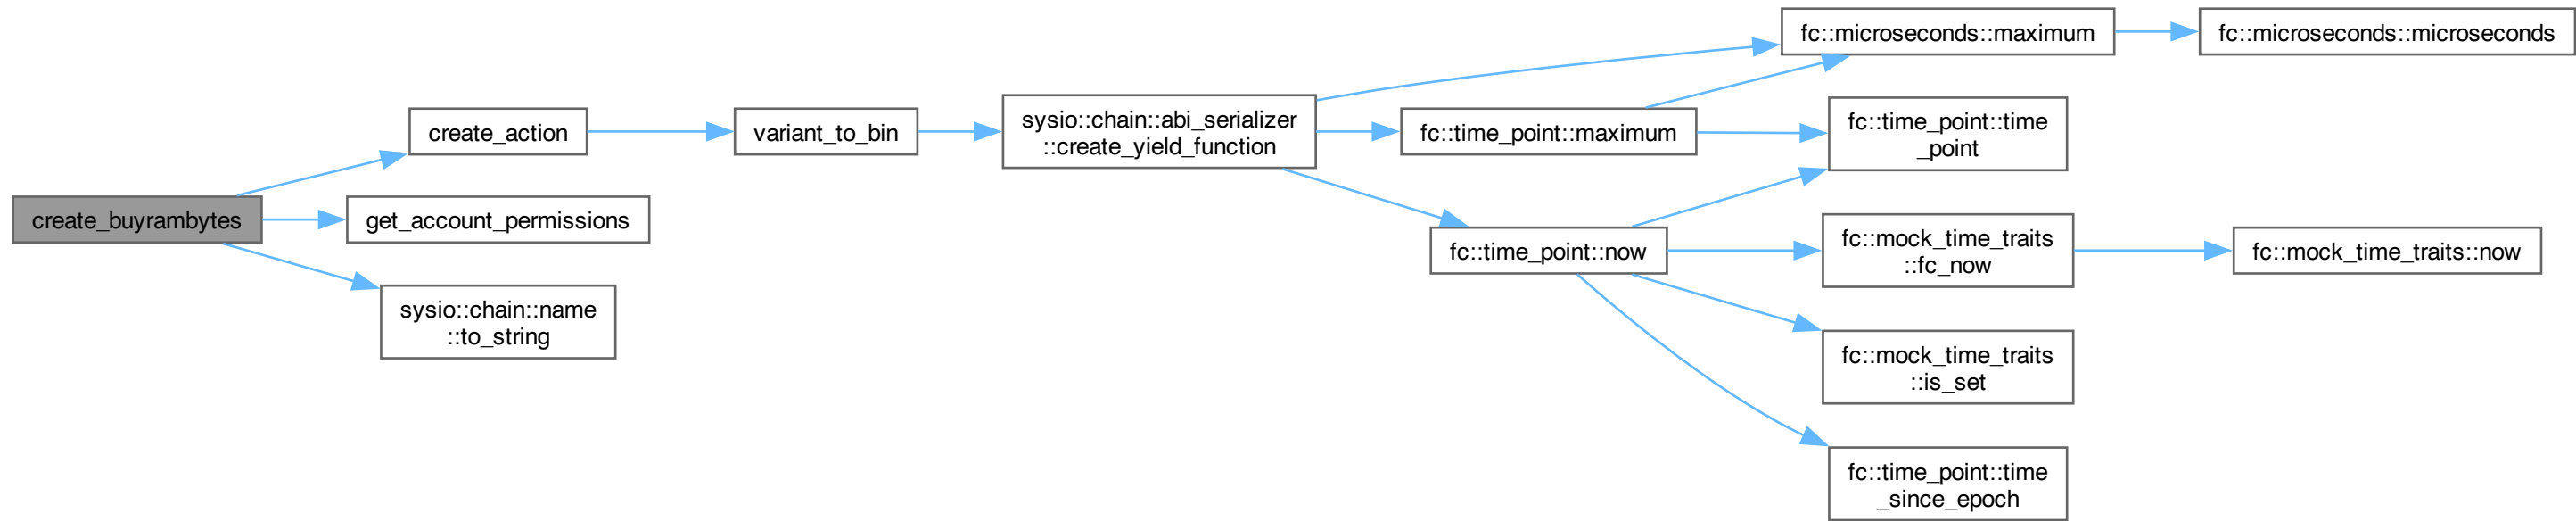 create_buyrambytes
create_action
get_account_permissions
sysio::chain::name
::to_string
variant_to_bin
sysio::chain::abi_serializer
::create_yield_function
fc::microseconds::maximum
fc::time_point::maximum
fc::time_point::now
fc::microseconds::microseconds
fc::time_point::time
_point
fc::mock_time_traits
::fc_now
fc::mock_time_traits::now
fc::mock_time_traits
::is_set
fc::time_point::time
_since_epoch